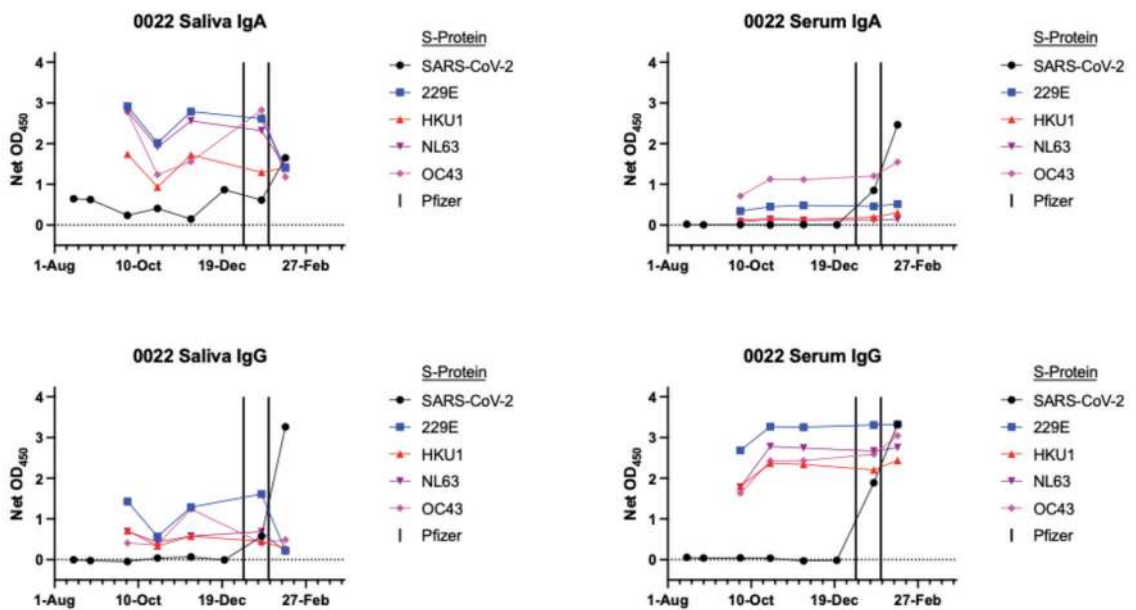 0022 Saliva IgA
Net OD450
4
3
2
1
0
1-Aug
10-Oct
19-Dec
27-Feb
S-Protein
SARS-CoV-2
229E
HKU1
NL63
OC43
Pfizer
0022 Serum IgA
Net OD450
4
3
2
1
0
1-Aug
10-Oct
19-Dec
27-Feb
S-Protein
SARS-CoV-2
229E
HKU1
NL63
OC43
Pfizer
0022 Saliva IgG
Net OD450
4
3
2
1
0
1-Aug
10-Oct
19-Dec
27-Feb
S-Protein
SARS-CoV-2
229E
HKU1
NL63
OC43
Pfizer
0022 Serum IgG
Net OD450
4
3
2
1
0
1-Aug
10-Oct
19-Dec
27-Feb
S-Protein
SARS-CoV-2
229E
HKU1
NL63
OC43
Pfizer